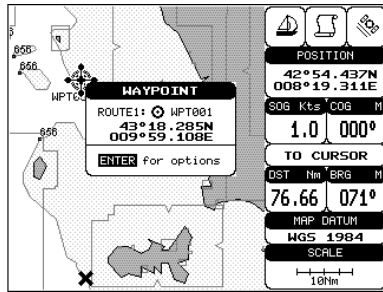 656
656
WAYPOINT
ROUTE1: WPT001
43°18.285N
009°59.108E
ENTER for options
656
POSITION
42°54.437N
008°19.311E
SOG Kts COG M
1.0 000°
TO CURSOR
DST Nm BRG M
76.66 071°
MAP DATUM
WGS 1984
SCALE
10Nm